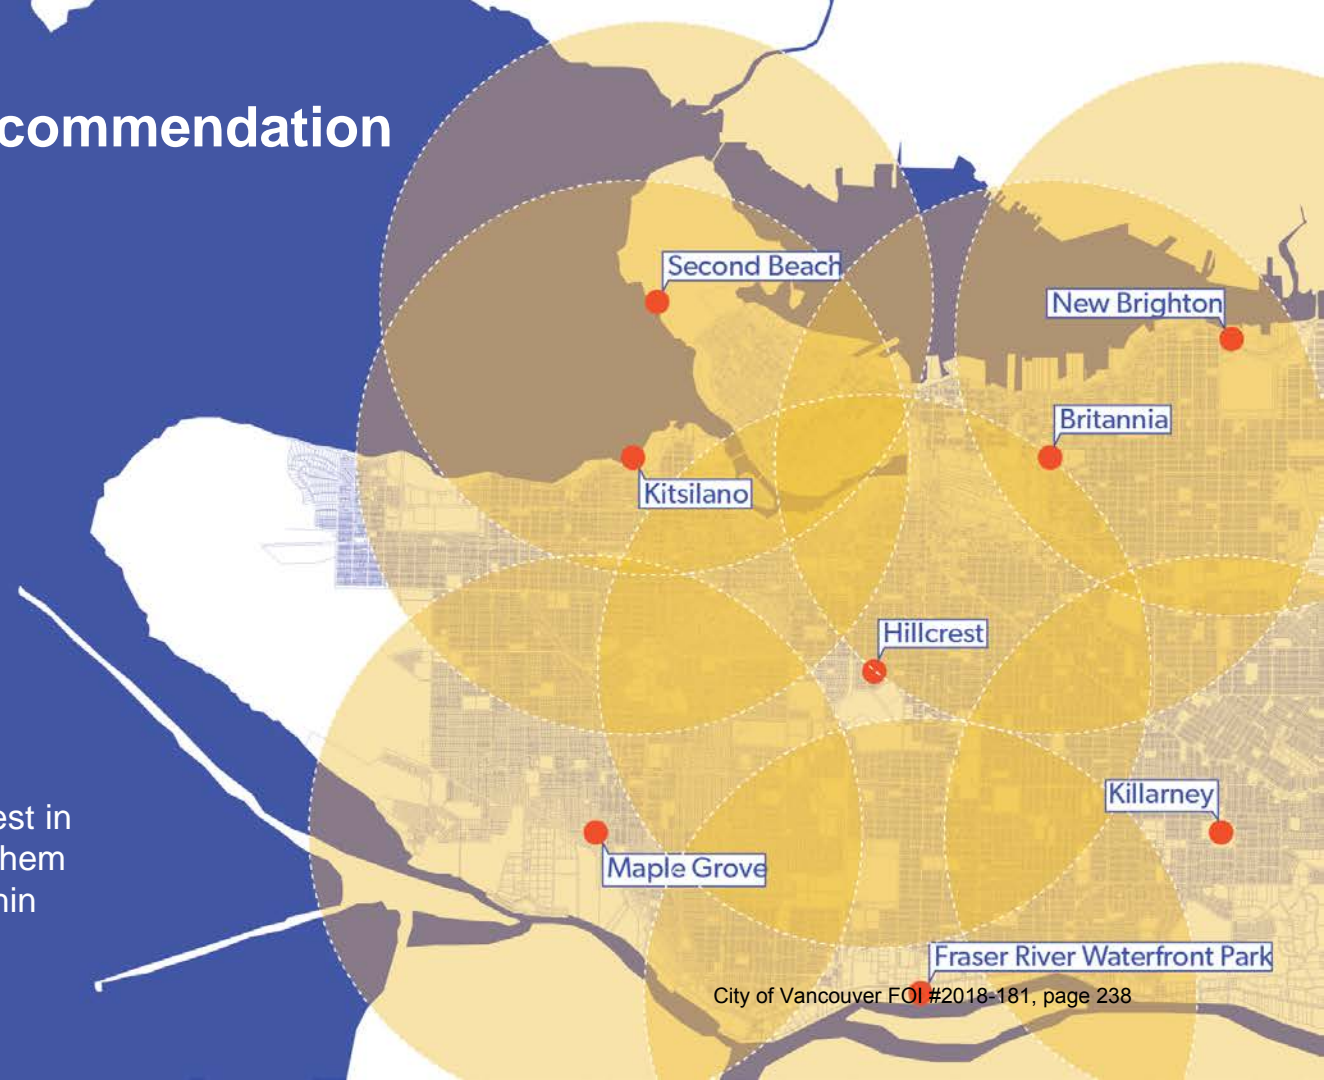 commendation
Second Beach
New Brighton
Britannia
Kitsilano
Hillcrest
Killarney
est in
hem
hin
Maple Grove
Fraser River Waterfront Park
City of Vancouver FOI #2018-181, page 238